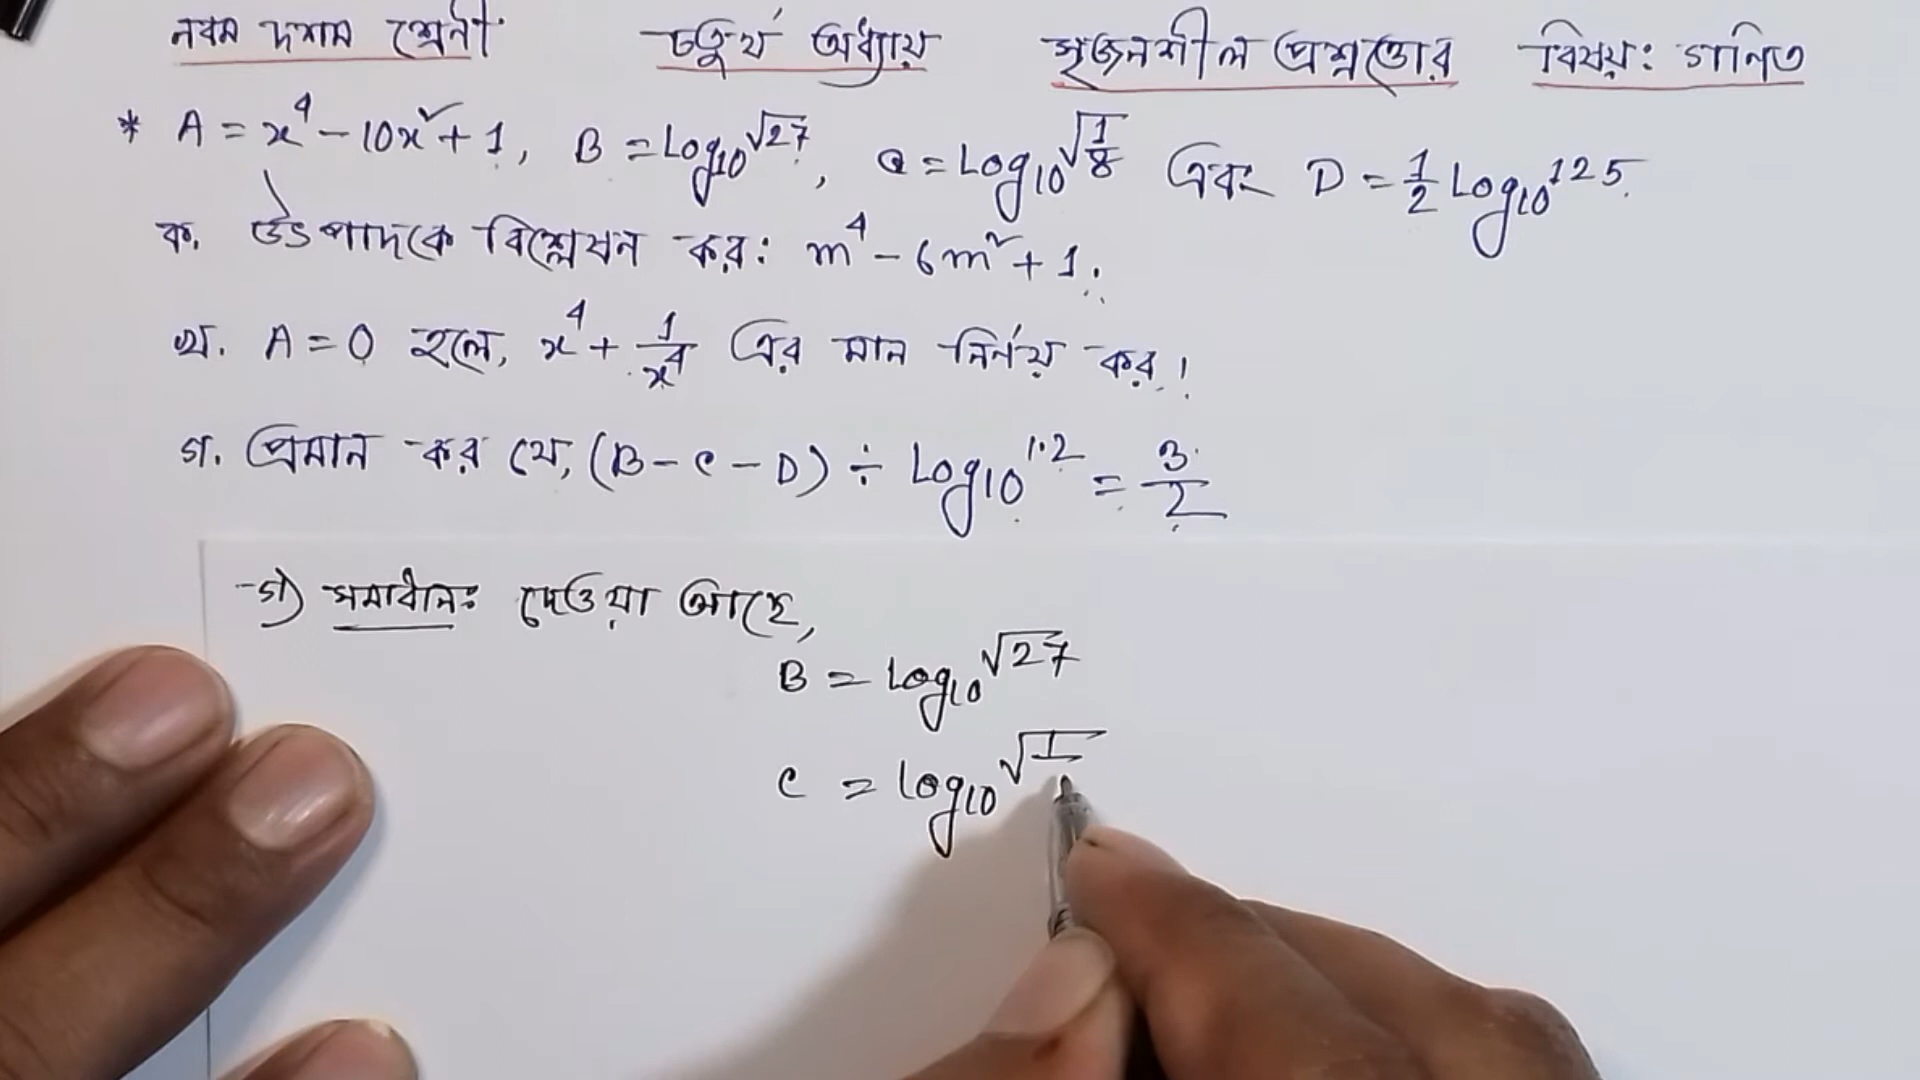 নবম দশম শ্রেণী চতুর্থ অধ্যায় সৃজনশীল প্রশ্নত্তোর বিষয়: গনিত
* A = x⁴ - 10x² + 1, B = Log₁₀^√27, C = Log₁₀^√(1/8) এবং D = 1/2 Log₁₀^125.
ক. উৎপাদকে বিশ্লেষন কর: m⁴ - 6m² + 1.
খ. A = 0 হলে, x⁴ + 1/x⁴ এর মান নির্ণয় কর।
গ. প্রমান কর যে, (B - C - D) ÷ Log₁₀^1.2 = 3/2
গ) সমাধান: দেওয়া আছে,
B = Log₁₀^√27
C = Log₁₀^√1